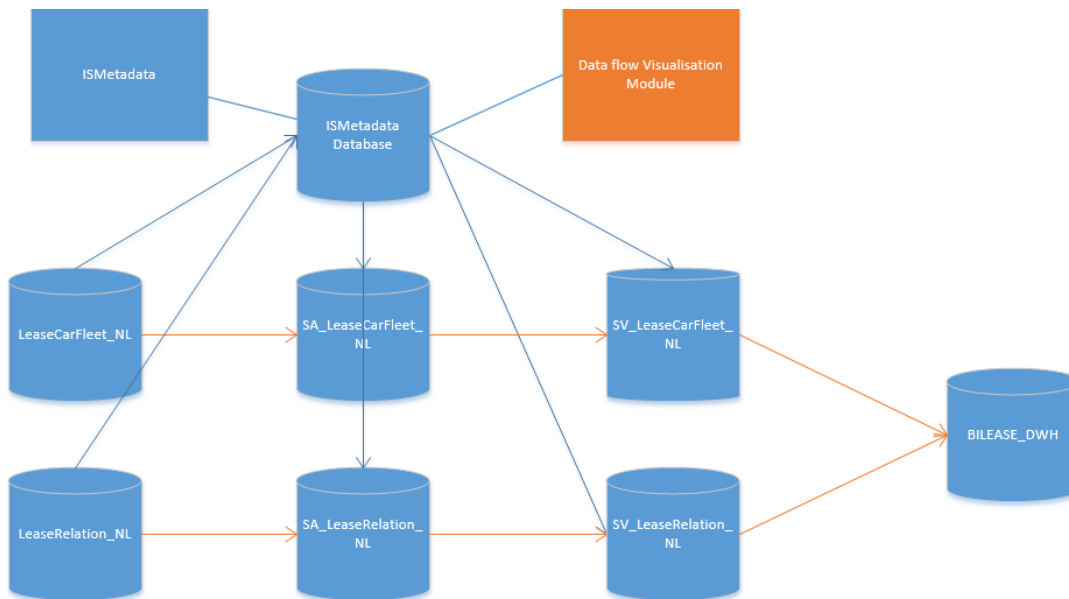 ISMetadata
Data flow Visualisation
Module
ISMetadata
Database
LeaseCarFleet_NL
SA_LeaseCarFleet_
NL
SV_LeaseCarFleet_
NL
BILEASE_DWH
LeaseRelation_NL
SA_LeaseRelation_
NL
SV_LeaseRelation_
NL